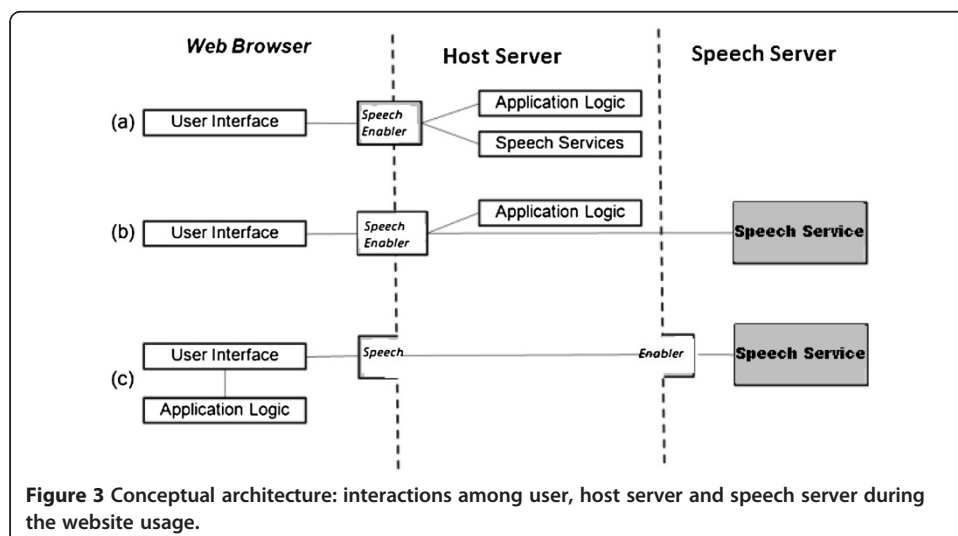 Web Browser
Host Server
Speech Server
(a)
User Interface
Speech
Enabler
Application Logic
Speech Services
(b)
User Interface
Speech
Enabler
Application Logic
Speech Service
(c)
User Interface
Speech
Enabler
Speech Service
Application Logic
Figure 3 Conceptual architecture: interactions among user, host server and speech server during
the website usage.